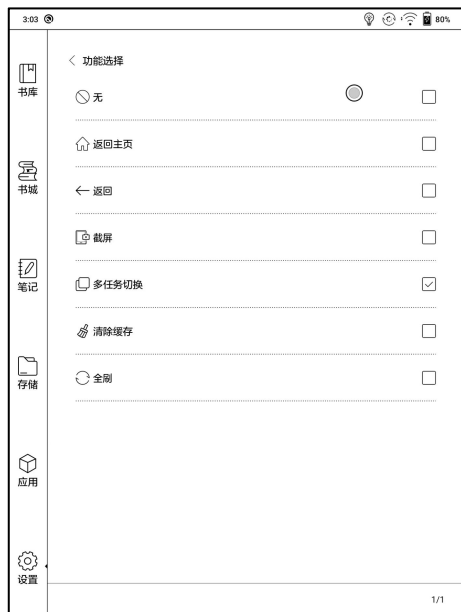 3:03
80%
书库
书城
笔记
存储
应用
设置
功能选择
无
返回主页
返回
截屏
多任务切换
清除缓存
全刷
1/1